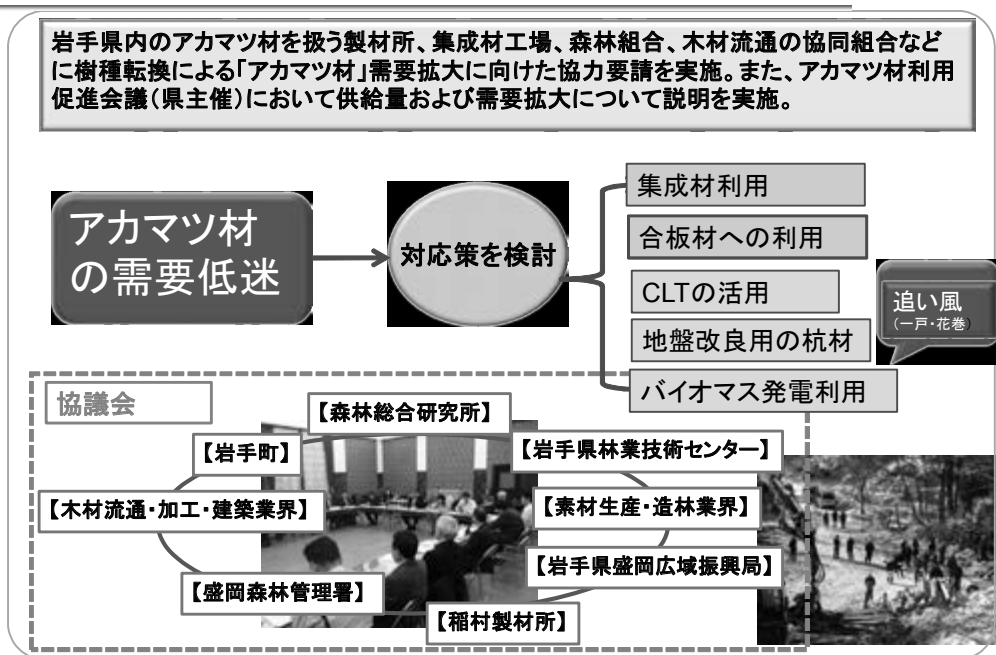 岩手県内のアカマツ材を扱う製材所、集成材工場、森林組合、木材流通の協同組合など
に樹種転換による「アカマツ材」需要拡大に向けた協力要請を実施。また、アカマツ材利用
促進会議（県主催）において供給量および需要拡大について説明を実施。
アカマツ材
の需要低迷
対応策を検討
集成材利用
合板材への利用
CLTの活用
地盤改良用の杭材
バイオマス発電利用
追い風
（一戸・花巻）
協議会
【森林総合研究所】
【岩手町】
【岩手県林業技術センター】
【木材流通・加工・建築業界】
【素材生産・造林業界】
【岩手県盛岡広域振興局】
【盛岡森林管理署】
【稲村製材所】